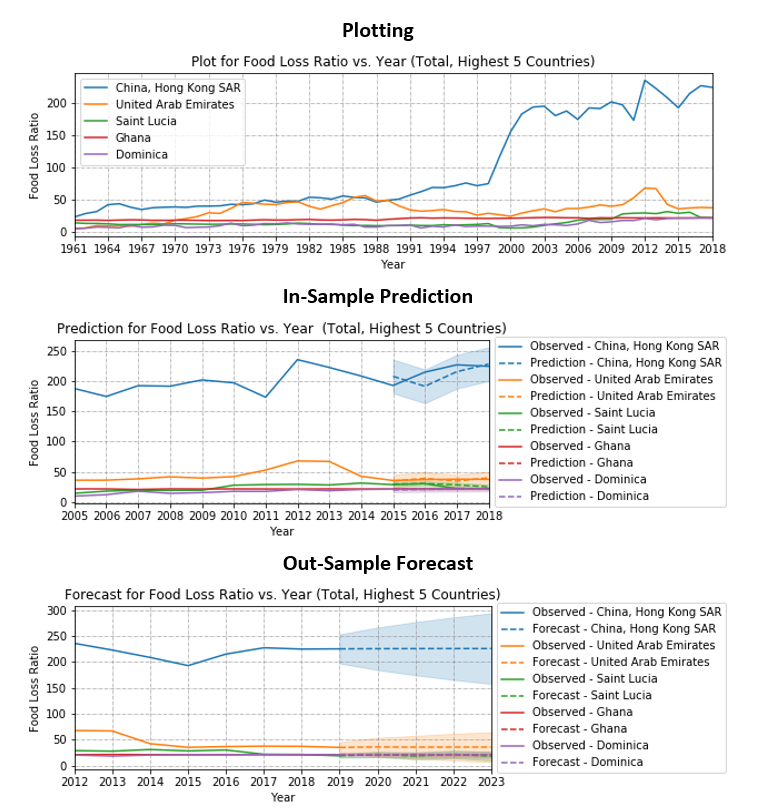 Plotting
Plot for Food Loss Ratio vs. Year (Total, Highest 5 Countries)
Food Loss Ratio
200
150
100
50
0
China, Hong Kong SAR
United Arab Emirates
Saint Lucia
Ghana
Dominica
1961 1964 1967 1970 1973 1976 1979 1982 1985 1988 1991 1994 1997 2000 2003 2006 2009 2012 2015 2018
Year
In-Sample Prediction
Prediction for Food Loss Ratio vs. Year (Total, Highest 5 Countries)
Food Loss Ratio
250
200
150
100
50
0
2005 2006 2007 2008 2009 2010 2011 2012 2013 2014 2015 2016 2017 2018
Year
Observed - China, Hong Kong SAR
Prediction - China, Hong Kong SAR
Observed - United Arab Emirates
Prediction - United Arab Emirates
Observed - Saint Lucia
Prediction - Saint Lucia
Observed - Ghana
Prediction - Ghana
Observed - Dominica
Prediction - Dominica
Out-Sample Forecast
Forecast for Food Loss Ratio vs. Year (Total, Highest 5 Countries)
Food Loss Ratio
300
250
200
150
100
50
0
2012 2013 2014 2015 2016 2017 2018 2019 2020 2021 2022 2023
Year
Observed - China, Hong Kong SAR
Forecast - China, Hong Kong SAR
Observed - United Arab Emirates
Forecast - United Arab Emirates
Observed - Saint Lucia
Forecast - Saint Lucia
Observed - Ghana
Forecast - Ghana
Observed - Dominica
Forecast - Dominica